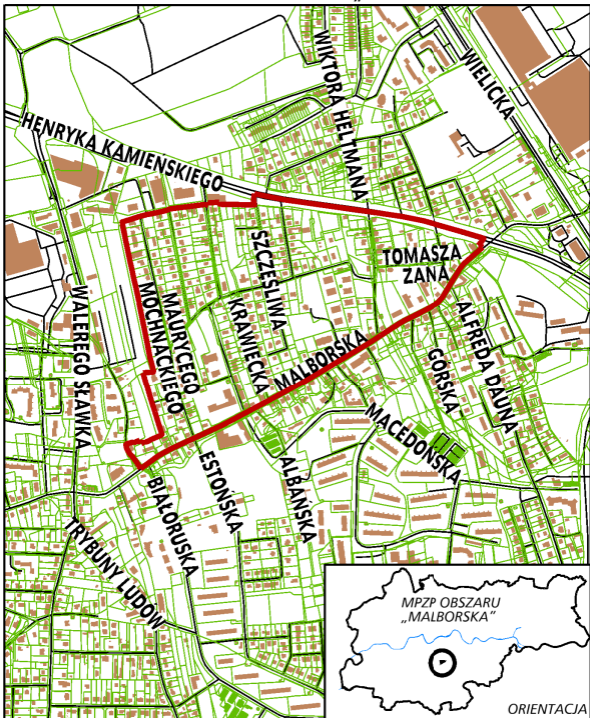 WIKTORA HELTMANA
WIELICKA
HENRYKA KAMIEŃSKIEGO
SZCZĘŚLIWA
TOMASZA
ZANA
MAURYCEGO
MOCHNACKIEGO
KRAWIECKA
WALEREGO SŁAWKA
MALBORSKA
ALFREDA DAUNA
GÓRSKA
MACEDOŃSKA
ESTOŃSKA
ALBAŃSKA
BIAŁORUSKA
TRYBUNY LUDÓW
MPZP OBSZARU
„MALBORSKA”
ORIENTACJA